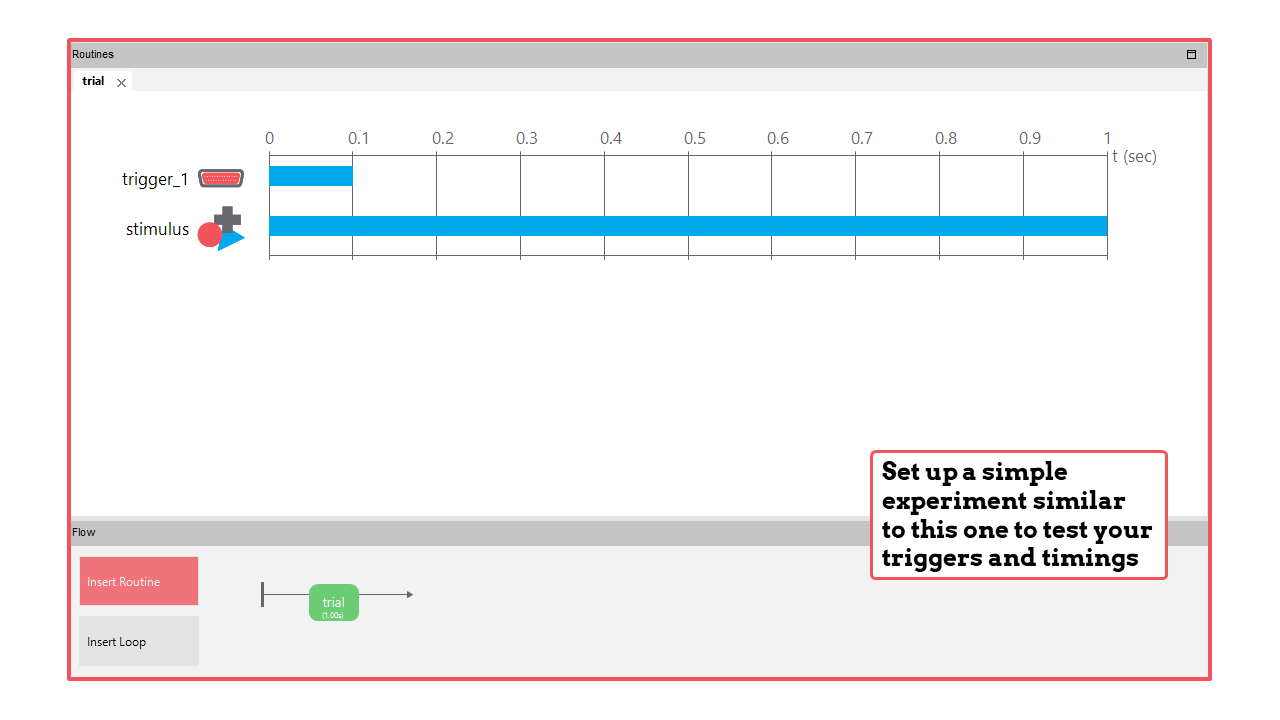 Routines
trial
0 0.1 0.2 0.3 0.4 0.5 0.6 0.7 0.8 0.9 1
t (sec)
trigger_1
stimulus
Set up a simple
experiment similar
to this one to test your
triggers and timings
Flow
Insert Routine
trial
(1.00s)
Insert Loop